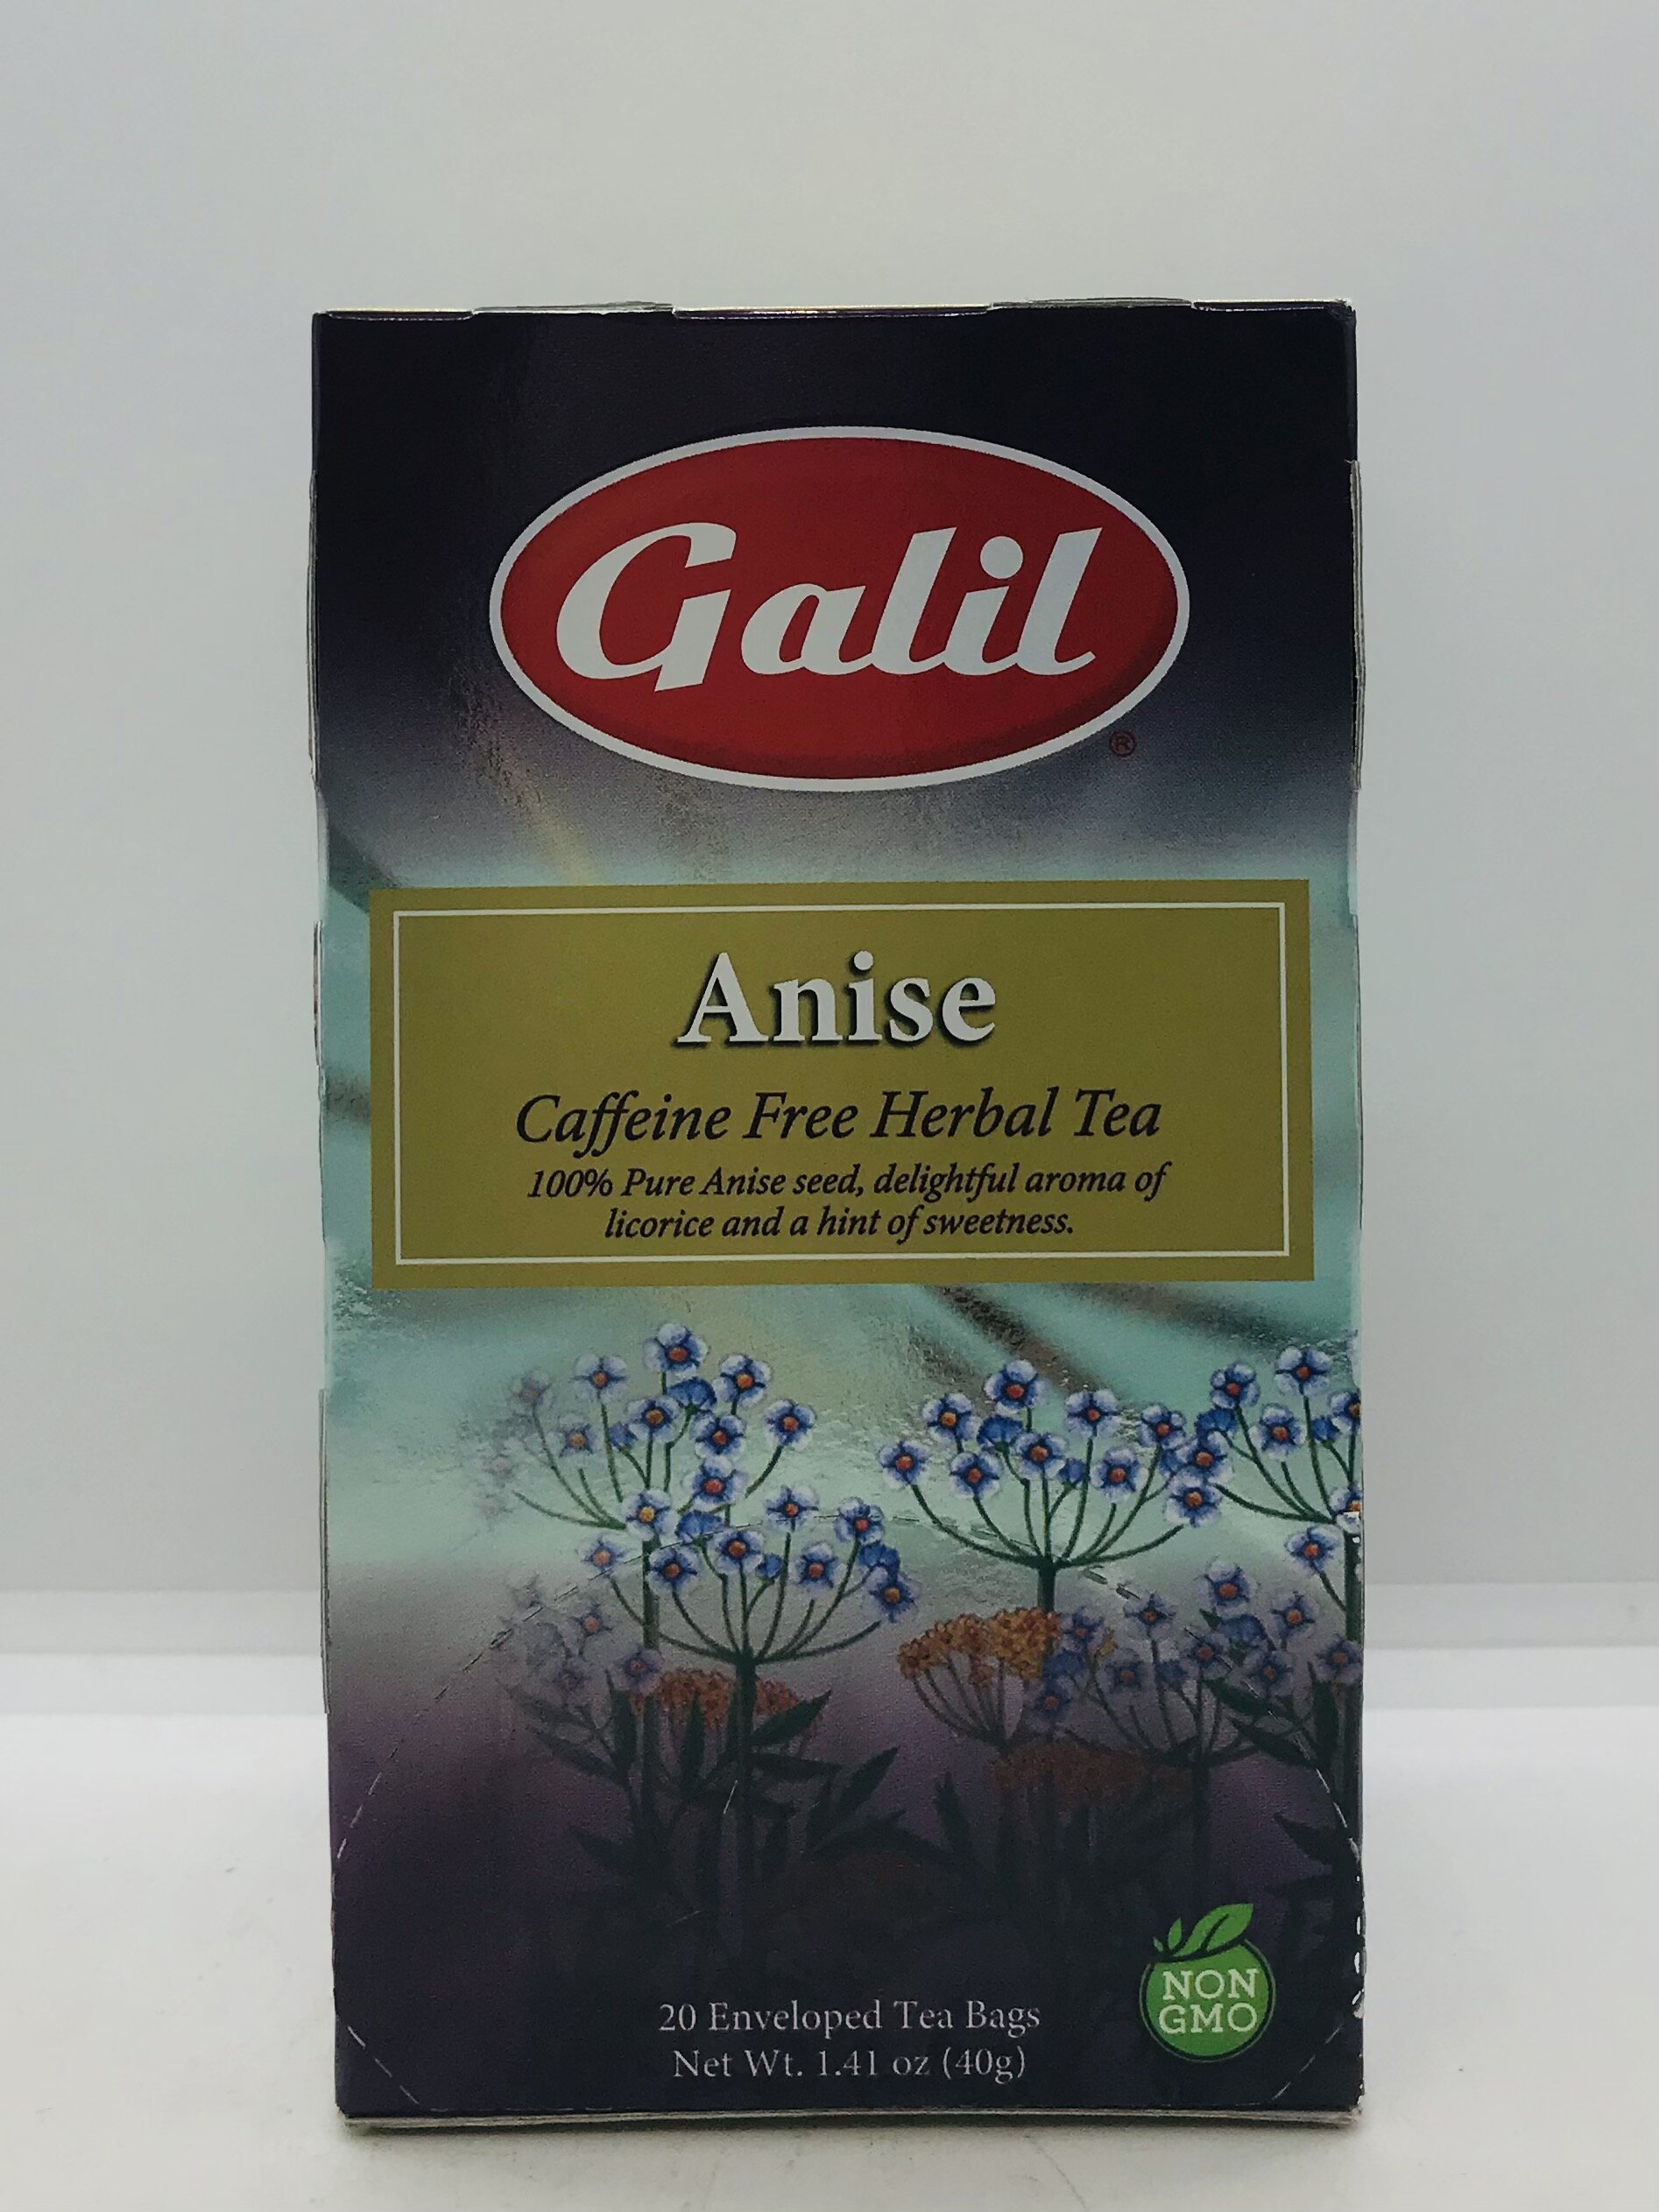 Galil
®
Anise
Caffeine Free Herbal Tea
100% Pure Anise seed, delightful aroma of
licorice and a hint of sweetness.
NON
GMO
20 Enveloped Tea Bags
Net Wt. 1.41 oz (40g)